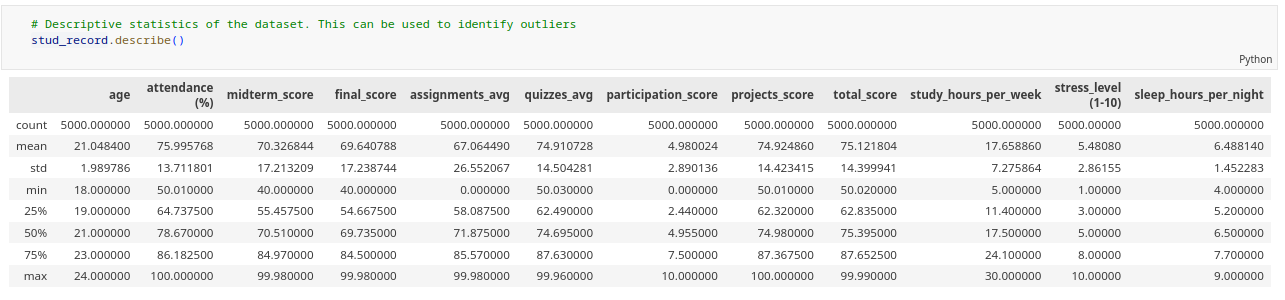 # Descriptive statistics of the dataset. This can be used to identify outliers
stud_record.describe()
Python
age attendance (%) midterm_score final_score assignments_avg quizzes_avg participation_score projects_score total_score study_hours_per_week stress_level (1-10) sleep_hours_per_night
count 5000.000000 5000.000000 5000.000000 5000.000000 5000.000000 5000.000000 5000.000000 5000.000000 5000.000000 5000.000000 5000.00000 5000.000000
mean 21.048400 75.995768 70.326844 69.640788 67.064490 74.910728 4.980024 74.924860 75.121804 17.658860 5.48080 6.488140
std 1.989786 13.711801 17.213209 17.238744 26.552067 14.504281 2.890136 14.423415 14.399941 7.275864 2.86155 1.452283
min 18.000000 50.010000 40.000000 40.000000 0.000000 50.030000 0.000000 50.010000 50.020000 5.000000 1.00000 4.000000
25% 19.000000 64.737500 55.457500 54.667500 58.087500 62.490000 2.440000 62.320000 62.835000 11.400000 3.00000 5.200000
50% 21.000000 78.670000 70.510000 69.735000 71.875000 74.695000 4.955000 74.980000 75.395000 17.500000 5.00000 6.500000
75% 23.000000 86.182500 84.970000 84.500000 85.570000 87.630000 7.500000 87.367500 87.652500 24.100000 8.00000 7.700000
max 24.000000 100.000000 99.980000 99.980000 99.980000 99.960000 10.000000 100.000000 99.990000 30.000000 10.00000 9.000000